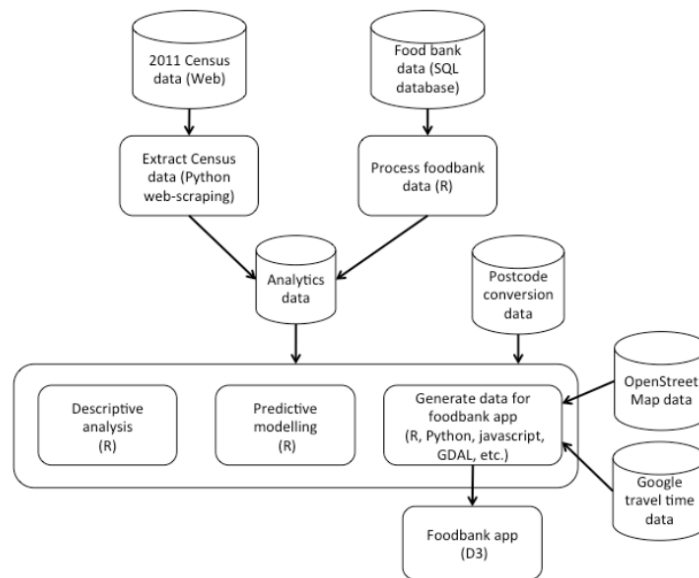 2011 Census
data (Web)
Food bank
data (SQL
database)
Extract Census
data (Python
web-scraping)
Process foodbank
data (R)
Analytics
data
Postcode
conversion
data
OpenStreet
Map data
Descriptive
analysis
(R)
Predictive
modelling
(R)
Generate data for
foodbank app
(R, Python, javascript,
GDAL, etc.)
Google
travel time
data
Foodbank app
(D3)